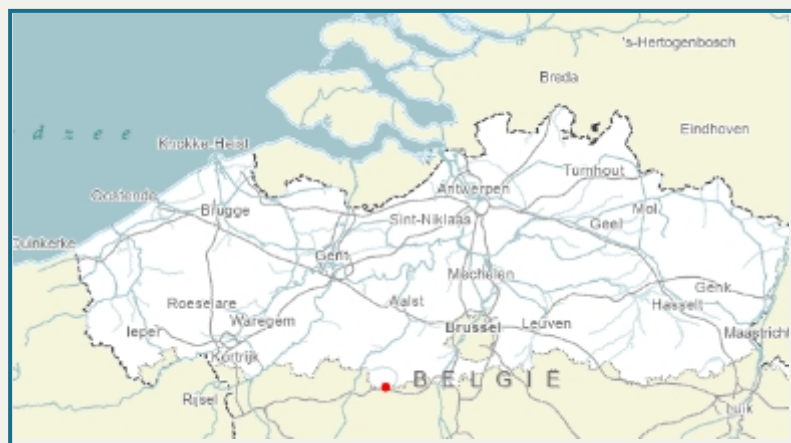 's-Hertogenbosch
Breda
Eindhoven
dzee
Knokke-Heist
Turnhout
Antwerpen
Oostende
Brugge
Mol
Sint-Niklaas
Geel
Duinkerke
Gent
Mechelen
Genk
Roeselare
Aalst
Hasselt
Waregem
Brussel
Leuven
Ieper
Maastricht
Kortrijk
BELGIË
Rijsel
Luik